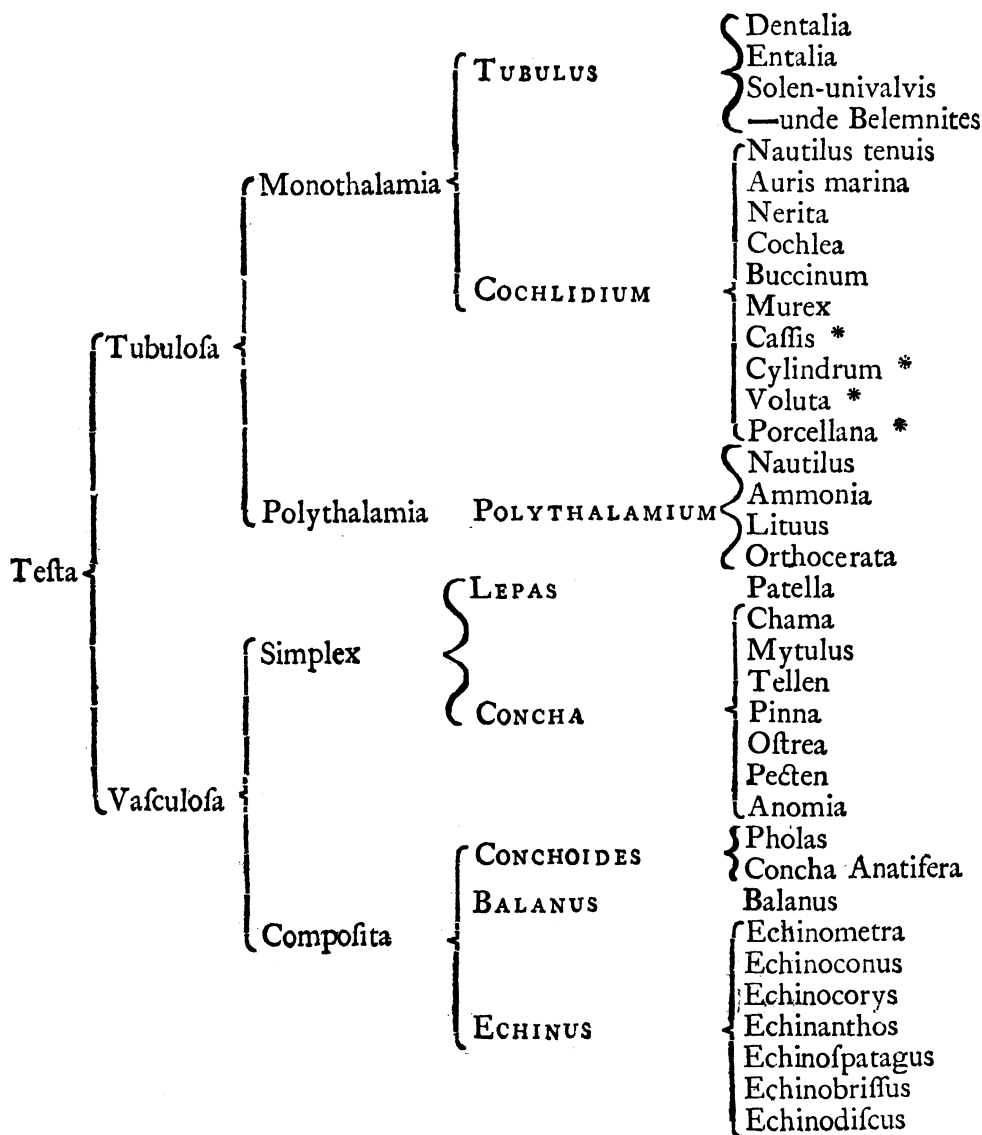 Dentalia
TUBULUS
Entalia
Solen-univalvis
—unde Belemnites
Nautilus tenuis
Monothalamia
Auris marina
Nerita
Cochlea
Buccinum
COCHLIDIUM
Murex
Caſſis *
Tubuloſa
Cylindrum *
Voluta *
Porcellana *
Nautilus
Ammonia
Polythalamia
POLYTHALAMIUM
Lituus
Orthocerata
Teſta
LEPAS
Patella
Chama
Simplex
Mytulus
Tellen
CONCHA
Pinna
Oſtrea
Pecten
Vaſculoſa
Anomia
Pholas
CONCHOIDES
Concha Anatifera
BALANUS
Balanus
Compoſita
Echinometra
Echinoconus
Echinocorys
ECHINUS
Echinanthos
Echinoſpatagus
Echinobriſſus
Echinodiſcus